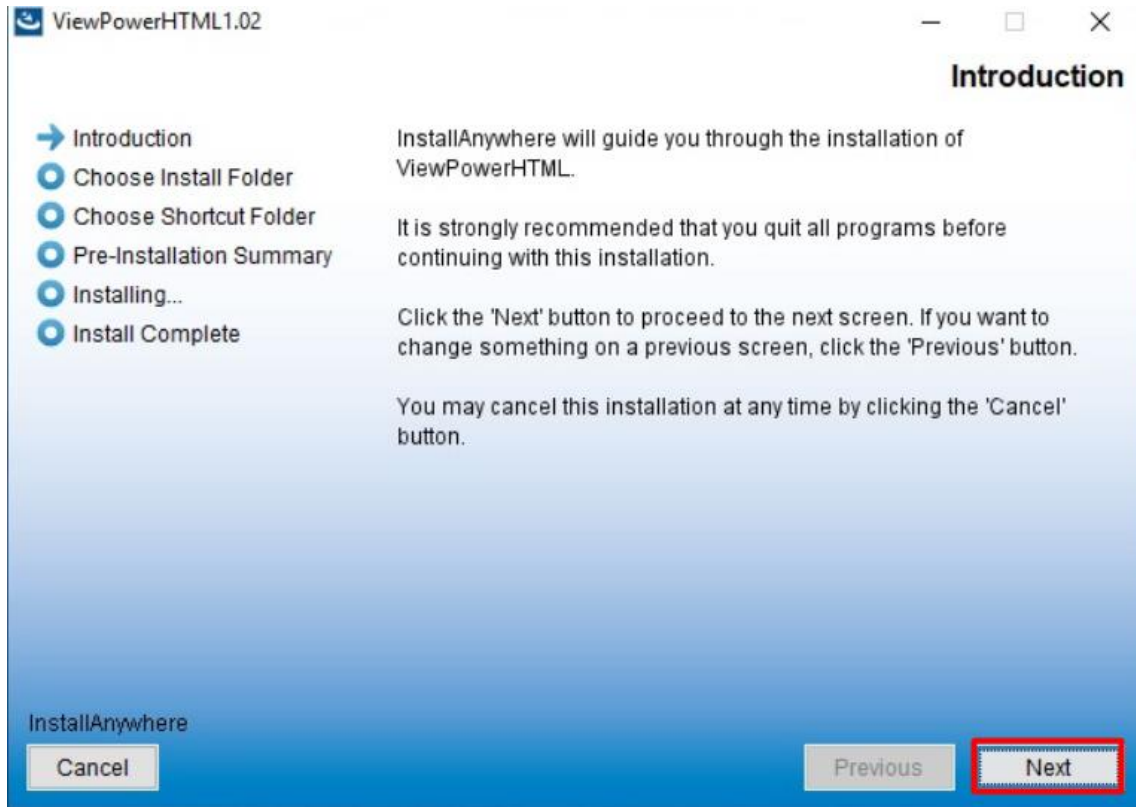 ViewPowerHTML1.02
Introduction
Introduction
Choose Install Folder
Choose Shortcut Folder
Pre-Installation Summary
Installing...
Install Complete
InstallAnywhere will guide you through the installation of
ViewPowerHTML.
It is strongly recommended that you quit all programs before
continuing with this installation.
Click the 'Next' button to proceed to the next screen. If you want to
change something on a previous screen, click the 'Previous' button.
You may cancel this installation at any time by clicking the 'Cancel'
button.
InstallAnywhere
Cancel
Previous
Next